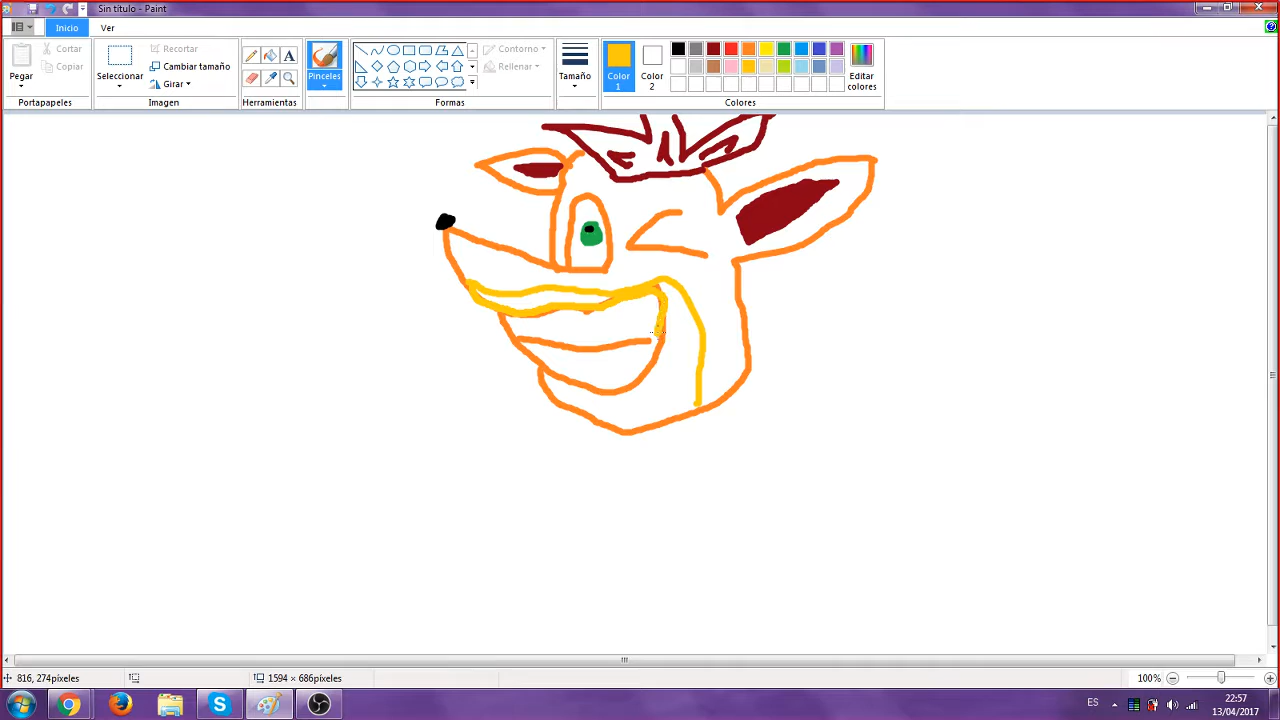 Sin título - Paint
Inicio Ver
Pegar
Cortar
Copiar
Portapapeles
Seleccionar
Recortar
Cambiar tamaño
Girar
Imagen
A
Herramientas
Pinceles
Contorno
Rellenar
Formas
Tamaño
Color
1
Color
2
Editar
colores
Colores
816, 274píxeles
1594 × 686píxeles
100%
ES
22:57
13/04/2017